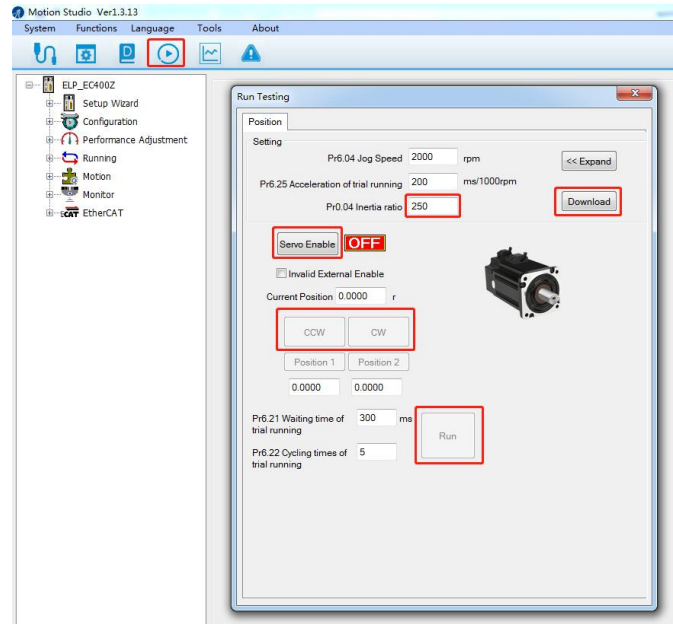 Motion Studio Ver1.3.13
System Functions Language Tools About
D
ELP_EC400Z
Setup Wizard
Configuration
Performance Adjustment
Running
Motion
Monitor
ECAT EtherCAT
Run Testing
Position
Setting
Pr6.04 Jog Speed 2000 rpm
<< Expand
Pr6.25 Acceleration of trial running 200 ms/1000rpm
Pr0.04 Inertia ratio 250
Download
Servo Enable OFF
Invalid External Enable
Current Position 0.0000 r
CCW CW
Position 1 Position 2
0.0000 0.0000
Pr6.21 Waiting time of 300 ms
trial running
Run
Pr6.22 Cycling times of 5
trial running